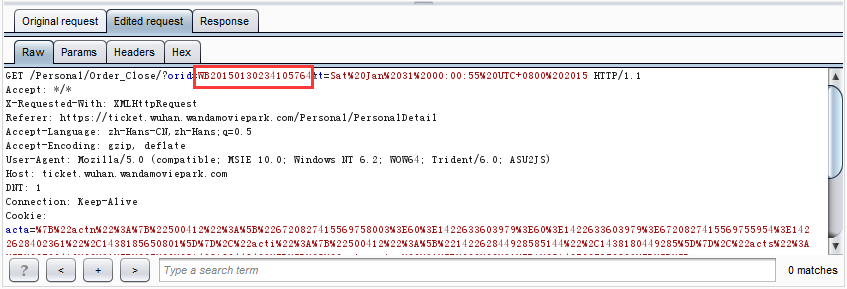 Original request Edited request Response
Raw Params Headers Hex
GET /Personal/Order_Close/?orid=WB20150130234105764&t=Sat%20Jan%2031%2000:00:55%20UTC+0800%202015 HTTP/1.1
Accept: */*
X-Requested-With: XMLHttpRequest
Referer: https://ticket.wuhan.wandamoviepark.com/Personal/PersonalDetail
Accept-Language: zh-Hans-CN,zh-Hans;q=0.5
Accept-Encoding: gzip, deflate
User-Agent: Mozilla/5.0 (compatible; MSIE 10.0; Windows NT 6.2; WOW64; Trident/6.0; ASU2JS)
Host: ticket.wuhan.wandamoviepark.com
DNT: 1
Connection: Keep-Alive
Cookie:
acta=%7B%22actn%22%3A%7B%22500412%22%3A%5B%22672082741556975​8003%3E60%3E1422633603979%3E60%3E1422633603979%3E6720827415569755954%3E142
2628402361%22%2C1438185650801%5D%7D%2C%22acti%22%3A%7B%22500412%22%3A%5B%221422628449285​85144%22%2C1438180449285%5D%7D%2C%22acts%22%3A
? < + > Type a search term 0 matches